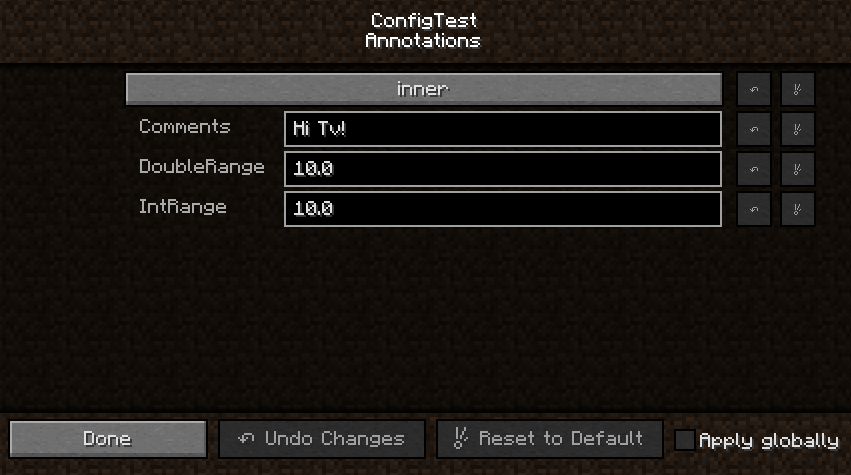 ConfigTest
Annotations
inner
Comments Hi Tv!
DoubleRange 10.0
IntRange 10.0
Done Undo Changes Reset to Default Apply globally